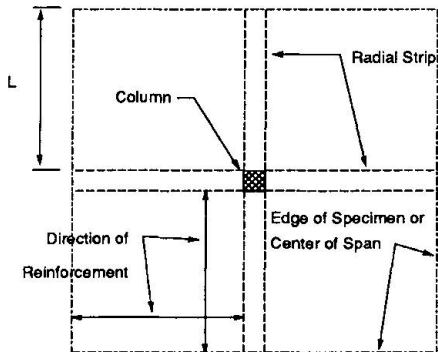 Radial Strip
L
Column
Edge of Specimen or
Center of Span
Direction of
Reinforcement